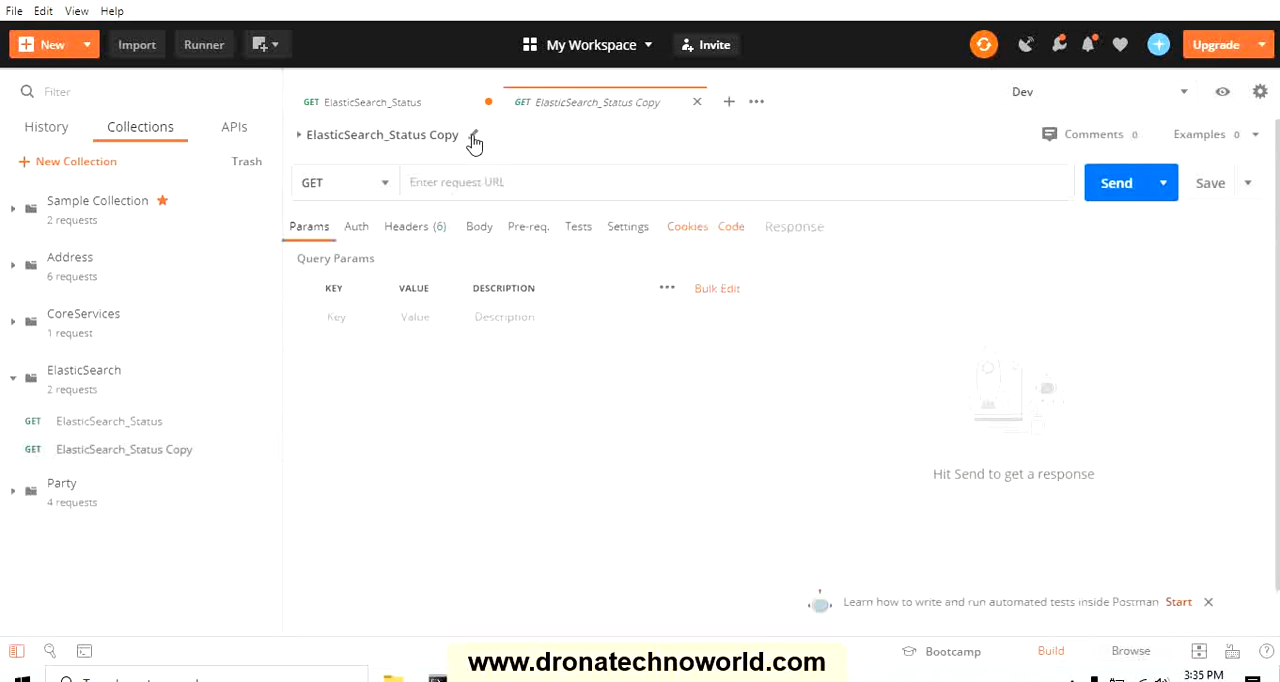 File Edit View Help
New Import Runner My Workspace Invite Upgrade
Filter
GET ElasticSearch_Status
GET ElasticSearch_Status Copy
Dev
History Collections APIs
ElasticSearch_Status Copy
Comments 0 Examples 0
New Collection Trash
GET Enter request URL Send Save
Sample Collection
2 requests
Params Auth Headers (6) Body Pre-req. Tests Settings Cookies Code Response
Address
6 requests
Query Params
KEY VALUE DESCRIPTION Bulk Edit
Key Value Description
CoreServices
1 request
ElasticSearch
2 requests
GET ElasticSearch_Status
GET ElasticSearch_Status Copy
Party
4 requests
Hit Send to get a response
Learn how to write and run automated tests inside Postman Start
Bootcamp Build Browse
www.dronatechnoworld.com
3:35 PM